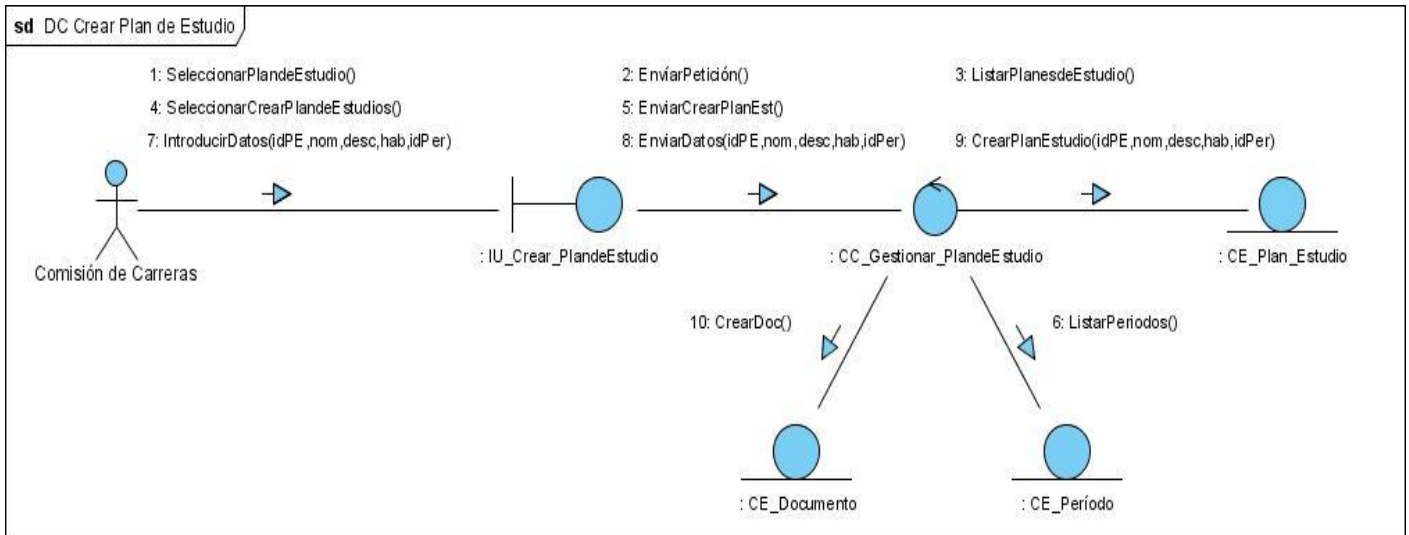 sd DC Crear Plan de Estudio
1: SeleccionarPlandeEstudio()
2: EnvíarPetición()
3: ListarPlanesdeEstudio()
4: SeleccionarCrearPlandeEstudios()
5: EnviarCrearPlanEst()
7: IntroducirDatos(idPE,nom,desc,hab,idPer)
8: EnviarDatos(idPE,nom,desc,hab,idPer)
9: CrearPlanEstudio(idPE,nom,desc,hab,idPer)
Comisión de Carreras
: IU_Crear_PlandeEstudio
: CC_Gestionar_PlandeEstudio
: CE_Plan_Estudio
10: CrearDoc()
6: ListarPeriodos()
: CE_Documento
: CE_Período